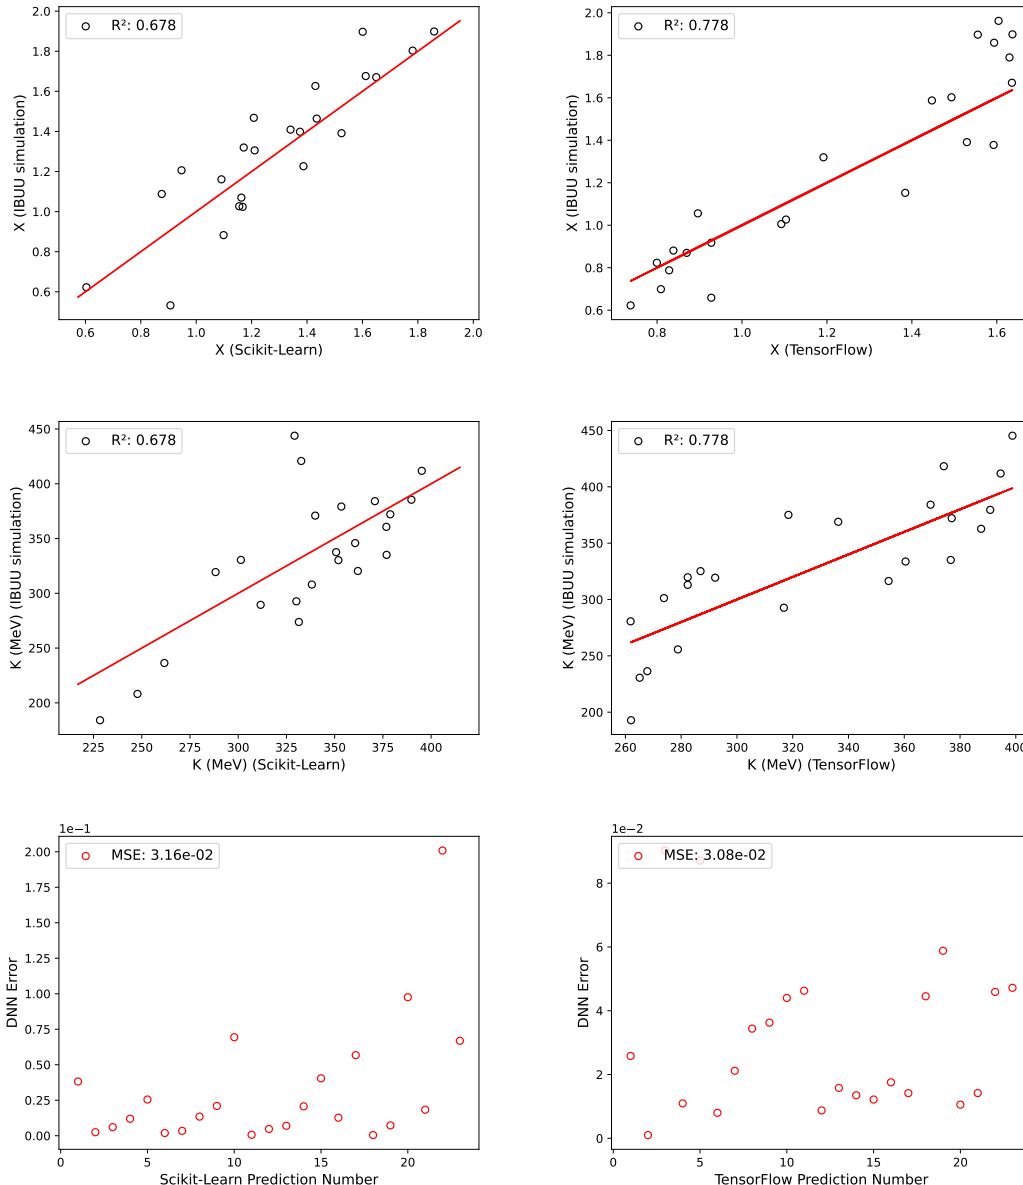 R²: 0.678
X (IBUU simulation)
2.0
1.8
1.6
1.4
1.2
1.0
0.8
0.6
0.6 0.8 1.0 1.2 1.4 1.6 1.8 2.0
X (Scikit-Learn)
R²: 0.778
X (IBUU simulation)
2.0
1.8
1.6
1.4
1.2
1.0
0.8
0.6
0.8 1.0 1.2 1.4 1.6
X (TensorFlow)
R²: 0.678
K (MeV) (IBUU simulation)
450
400
350
300
250
200
225 250 275 300 325 350 375 400
K (MeV) (Scikit-Learn)
R²: 0.778
K (MeV) (IBUU simulation)
450
400
350
300
250
200
260 280 300 320 340 360 380 400
K (MeV) (TensorFlow)
1e−1
MSE: 3.16e-02
DNN Error
2.00
1.75
1.50
1.25
1.00
0.75
0.50
0.25
0.00
0 5 10 15 20
Scikit-Learn Prediction Number
1e−2
MSE: 3.08e-02
DNN Error
8
6
4
2
0
0 5 10 15 20
TensorFlow Prediction Number